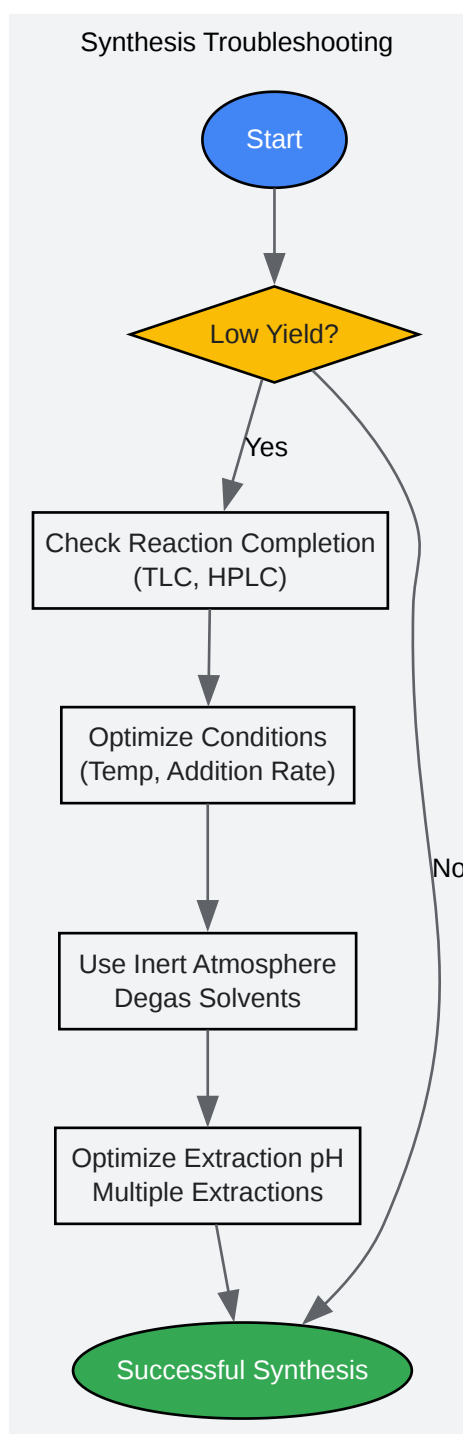 Synthesis Troubleshooting
Start
Low Yield?
Yes
Check Reaction Completion
(TLC, HPLC)
Optimize Conditions
(Temp, Addition Rate)
No
Use Inert Atmosphere
Degas Solvents
Optimize Extraction pH
Multiple Extractions
Successful Synthesis